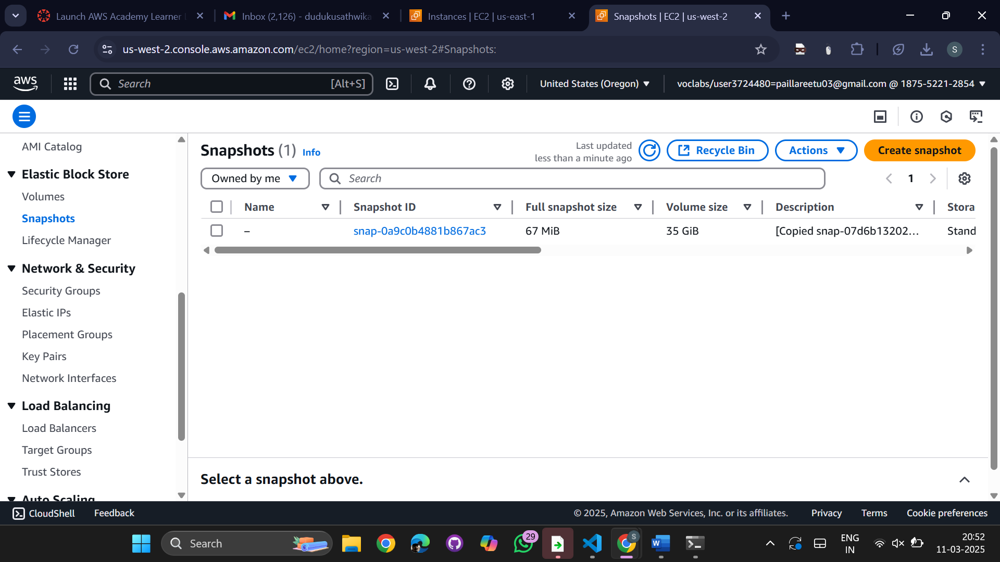 Launch AWS Academy Learner
Inbox (2,126) - dudukusathwika
Instances | EC2 | us-east-1
Snapshots | EC2 | us-west-2
us-west-2.console.aws.amazon.com/ec2/home?region=us-west-2#Snapshots:
S
aws
Search
[Alt+S]
United States (Oregon)
voclabs/user3724480=paillareetu03@gmail.com @ 1875-5221-2854
AMI Catalog
Elastic Block Store
Volumes
Snapshots
Lifecycle Manager
Network & Security
Security Groups
Elastic IPs
Placement Groups
Key Pairs
Network Interfaces
Load Balancing
Load Balancers
Target Groups
Trust Stores
Auto Scaling
Snapshots (1) Info
Last updated
less than a minute ago
Recycle Bin
Actions
Create snapshot
Owned by me
Search
1
Name Snapshot ID Full snapshot size Volume size Description Stora
– snap-0a9c0b4881b867ac3 67 MiB 35 GiB [Copied snap-07d6b13202... Stand
Select a snapshot above.
CloudShell Feedback
© 2025, Amazon Web Services, Inc. or its affiliates. Privacy Terms Cookie preferences
Search
29
S
W
ENG
IN
20:52
11-03-2025